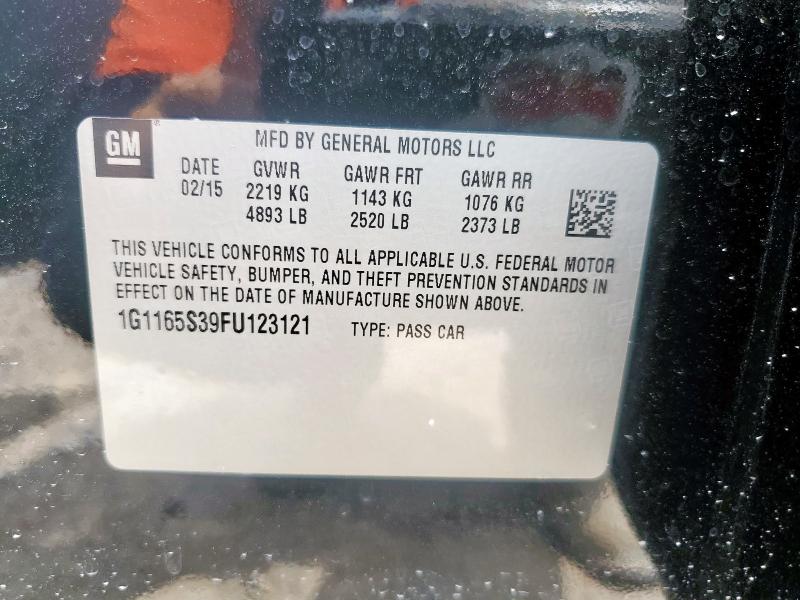 GM
MFD BY GENERAL MOTORS LLC
DATE GVWR GAWR FRT GAWR RR
02/15 2219 KG 1143 KG 1076 KG
4893 LB 2520 LB 2373 LB
THIS VEHICLE CONFORMS TO ALL APPLICABLE U.S. FEDERAL MOTOR
VEHICLE SAFETY, BUMPER, AND THEFT PREVENTION STANDARDS IN
EFFECT ON THE DATE OF MANUFACTURE SHOWN ABOVE.
1G1165S39FU123121 TYPE: PASS CAR